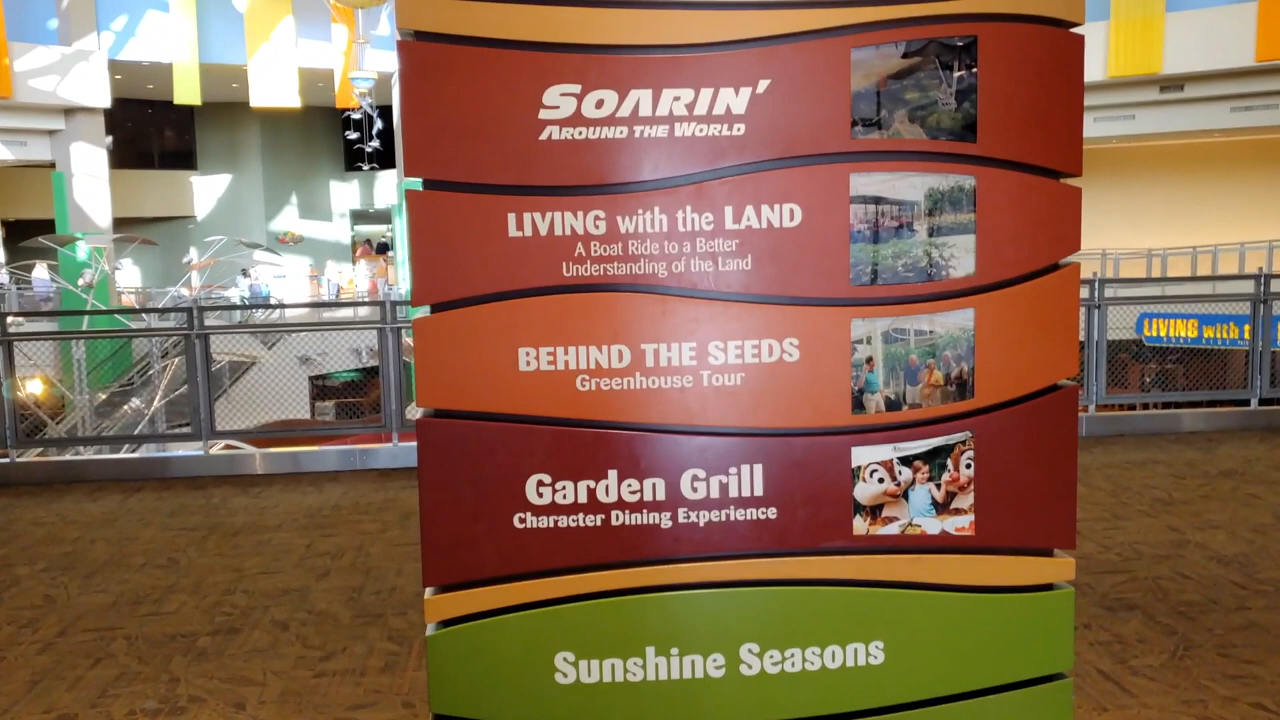 SOARIN'
AROUND THE WORLD
LIVING with the LAND
A Boat Ride to a Better
Understanding of the Land
BEHIND THE SEEDS
Greenhouse Tour
Garden Grill
Character Dining Experience
Sunshine Seasons
LIVING with